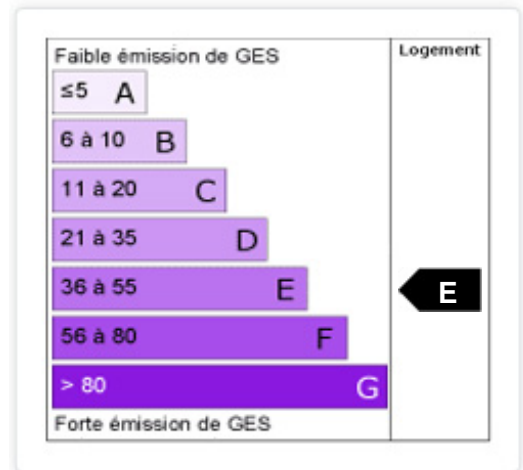 Faible émission de GES
Logement
≤5 A
6 à 10 B
11 à 20 C
21 à 35 D
36 à 55 E
E
56 à 80 F
> 80 G
Forte émission de GES